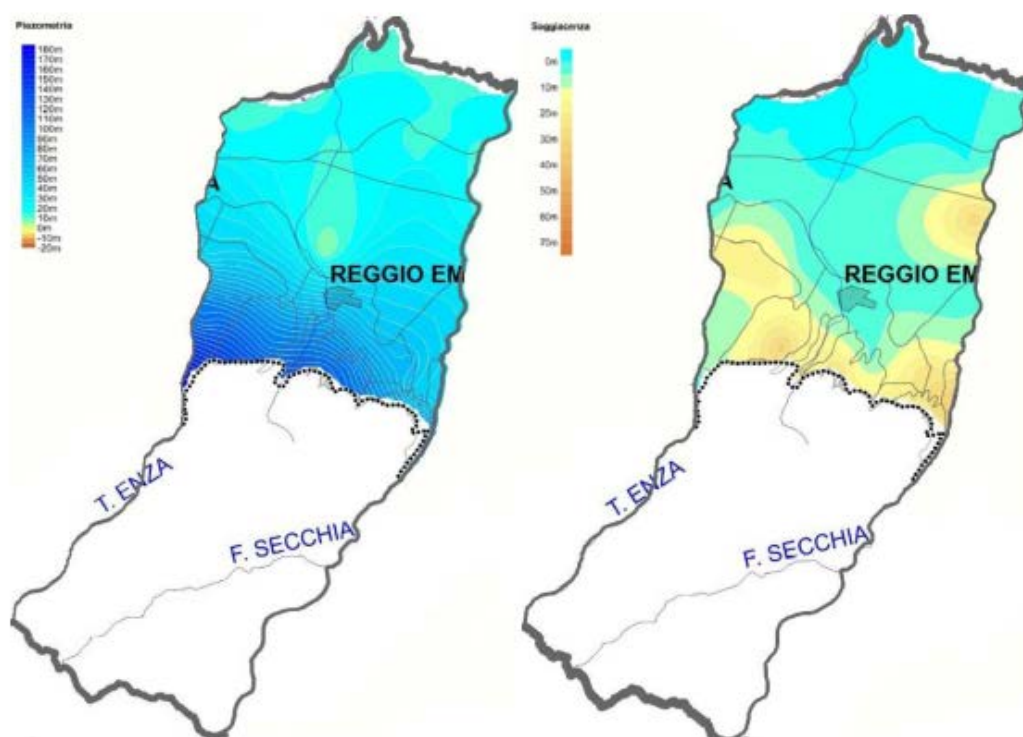 Piezometria
180m
170m
160m
150m
140m
130m
120m
110m
100m
90m
80m
70m
60m
50m
40m
30m
20m
10m
0m
-10m
-20m
A
REGGIO EM
T. ENZA
F. SECCHIA
Soggiacenza
0m
10m
20m
30m
40m
50m
60m
70m
A
REGGIO EM
T. ENZA
F. SECCHIA